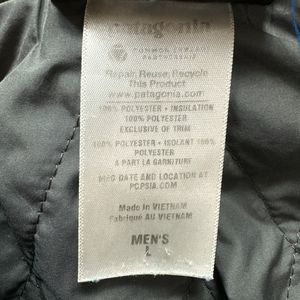 patagonia
COMMON THREADS
PARTNERSHIP
Repair, Reuse, Recycle
This Product
www.patagonia.com
100% POLYESTER • INSULATION
100% POLYESTER
EXCLUSIVE OF TRIM
100% POLYESTER • ISOLANT 100%
POLYESTER
À PART LA GARNITURE
MFG DATE AND LOCATION AT
PCPSIA.COM
Made in VIETNAM
Fabriqué AU VIETNAM
MEN'S
L